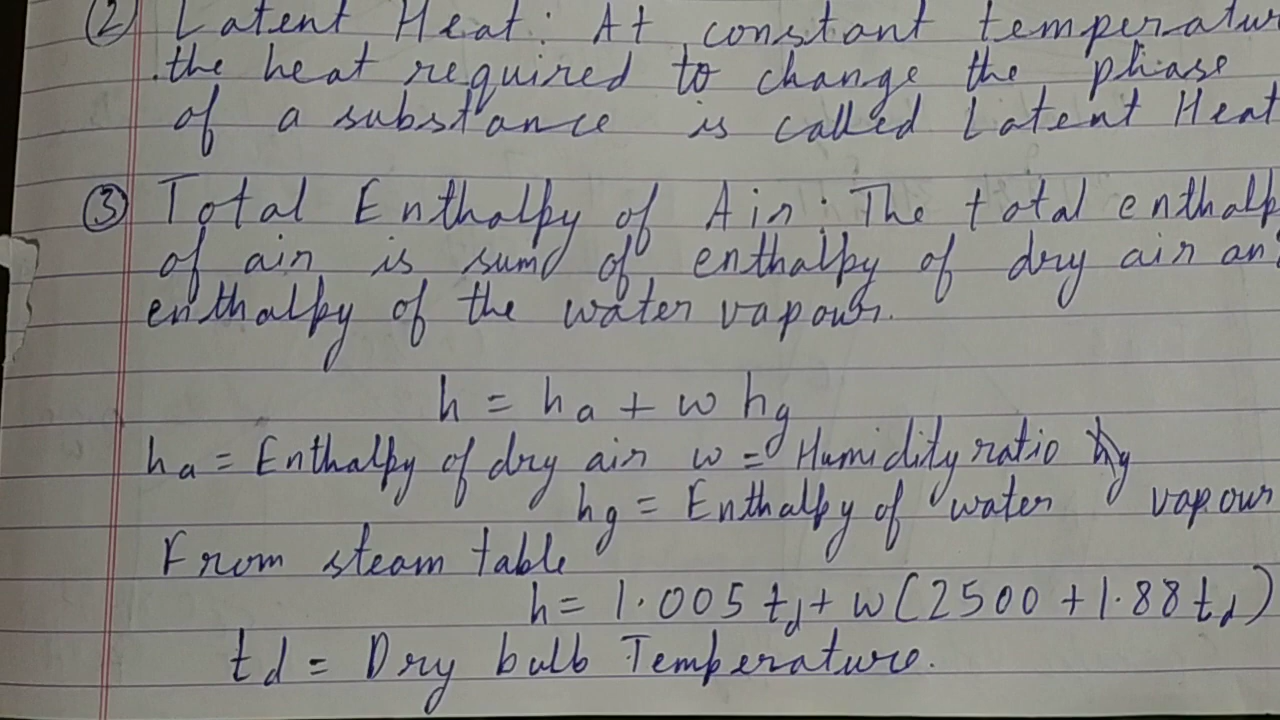 ② Latent Heat: At constant temperatur
the heat required to change the phase
of a substance is called Latent Heat
③ Total Enthalpy of Air: The total enthalp
of air is sum of enthalpy of dry air an
enthalpy of the water vapour.
h = ha + w hg
ha = Enthalpy of dry air w = Humidity ratio
hg = Enthalpy of water vapour
From steam table
h = 1.005 td + w(2500 + 1.88 td)
td = Dry bulb Temperature.